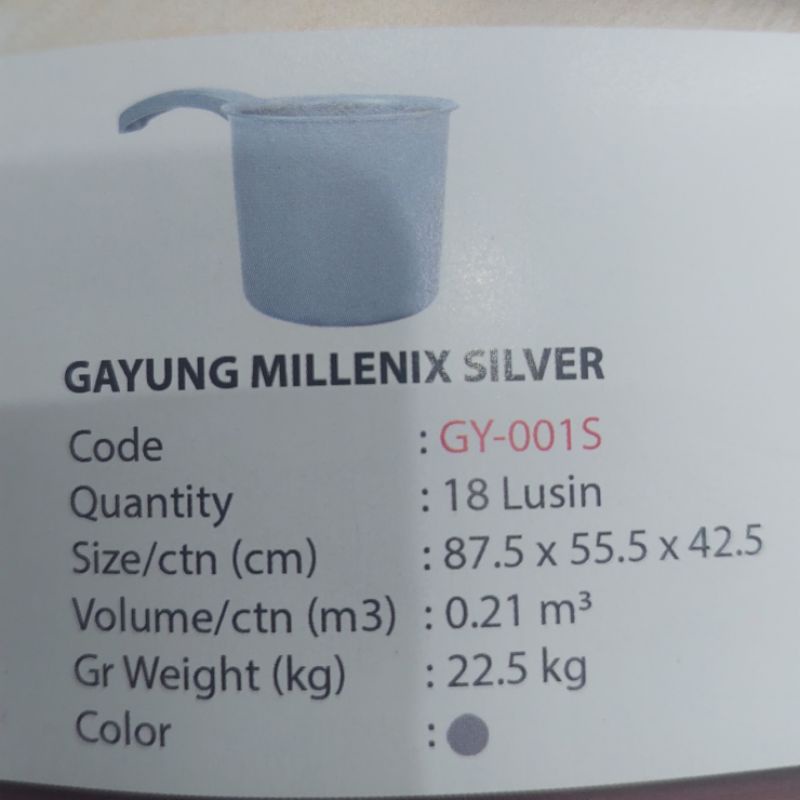 GAYUNG MILLENIX SILVER
Code : GY-001S
Quantity : 18 Lusin
Size/ctn (cm) : 87.5 x 55.5 x 42.5
Volume/ctn (m3) : 0.21 m³
Gr Weight (kg) : 22.5 kg
Color :